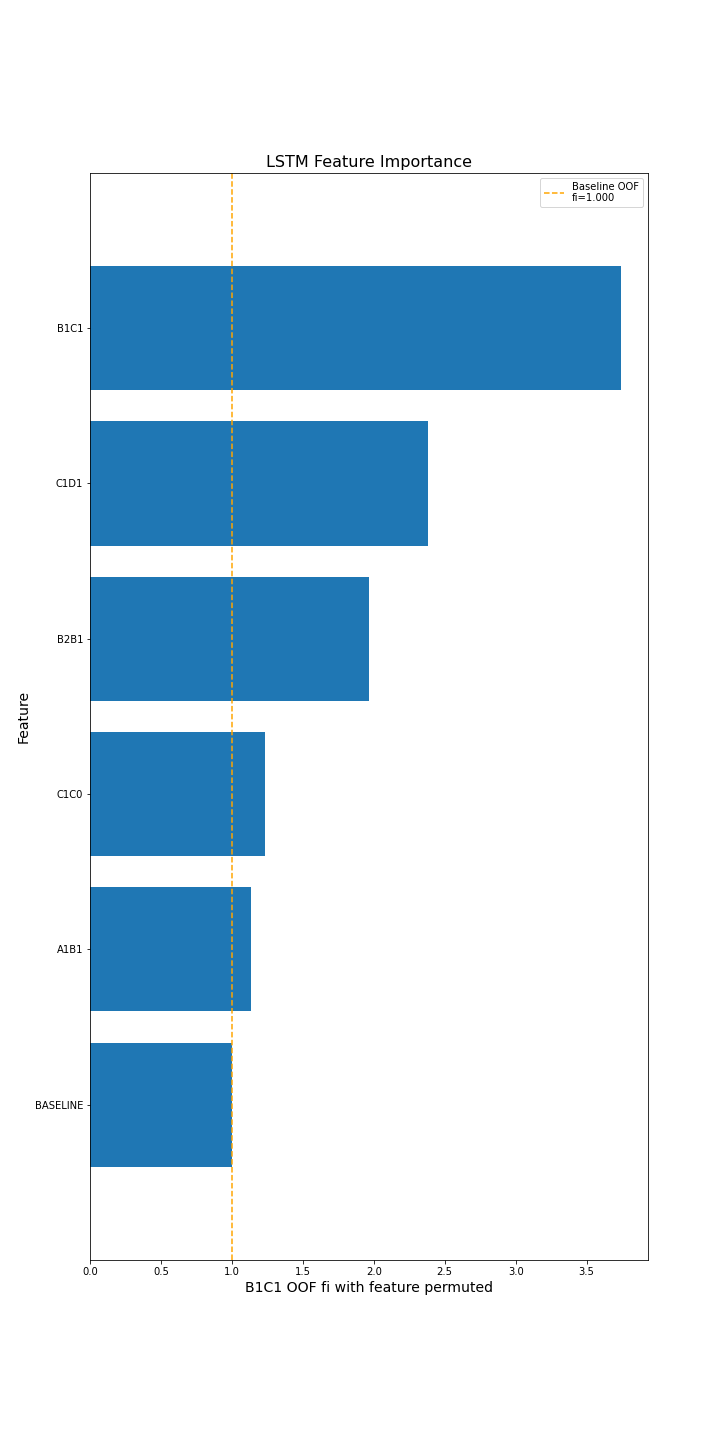 LSTM Feature Importance
Baseline OOF
fi=1.000
B1C1
C1D1
B2B1
C1C0
A1B1
BASELINE
Feature
0.0 0.5 1.0 1.5 2.0 2.5 3.0 3.5
B1C1 OOF fi with feature permuted